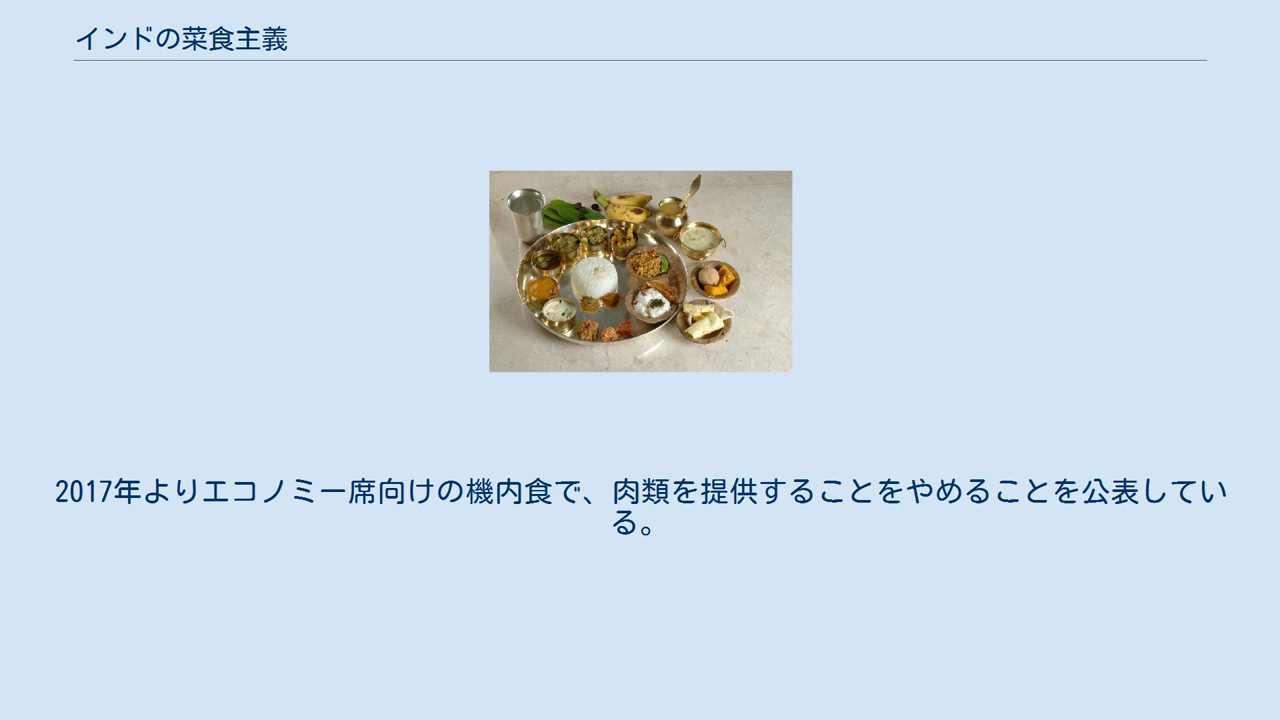 インドの菜食主義
2017年よりエコノミー席向けの機内食で、肉類を提供することをやめることを公表してい
る。